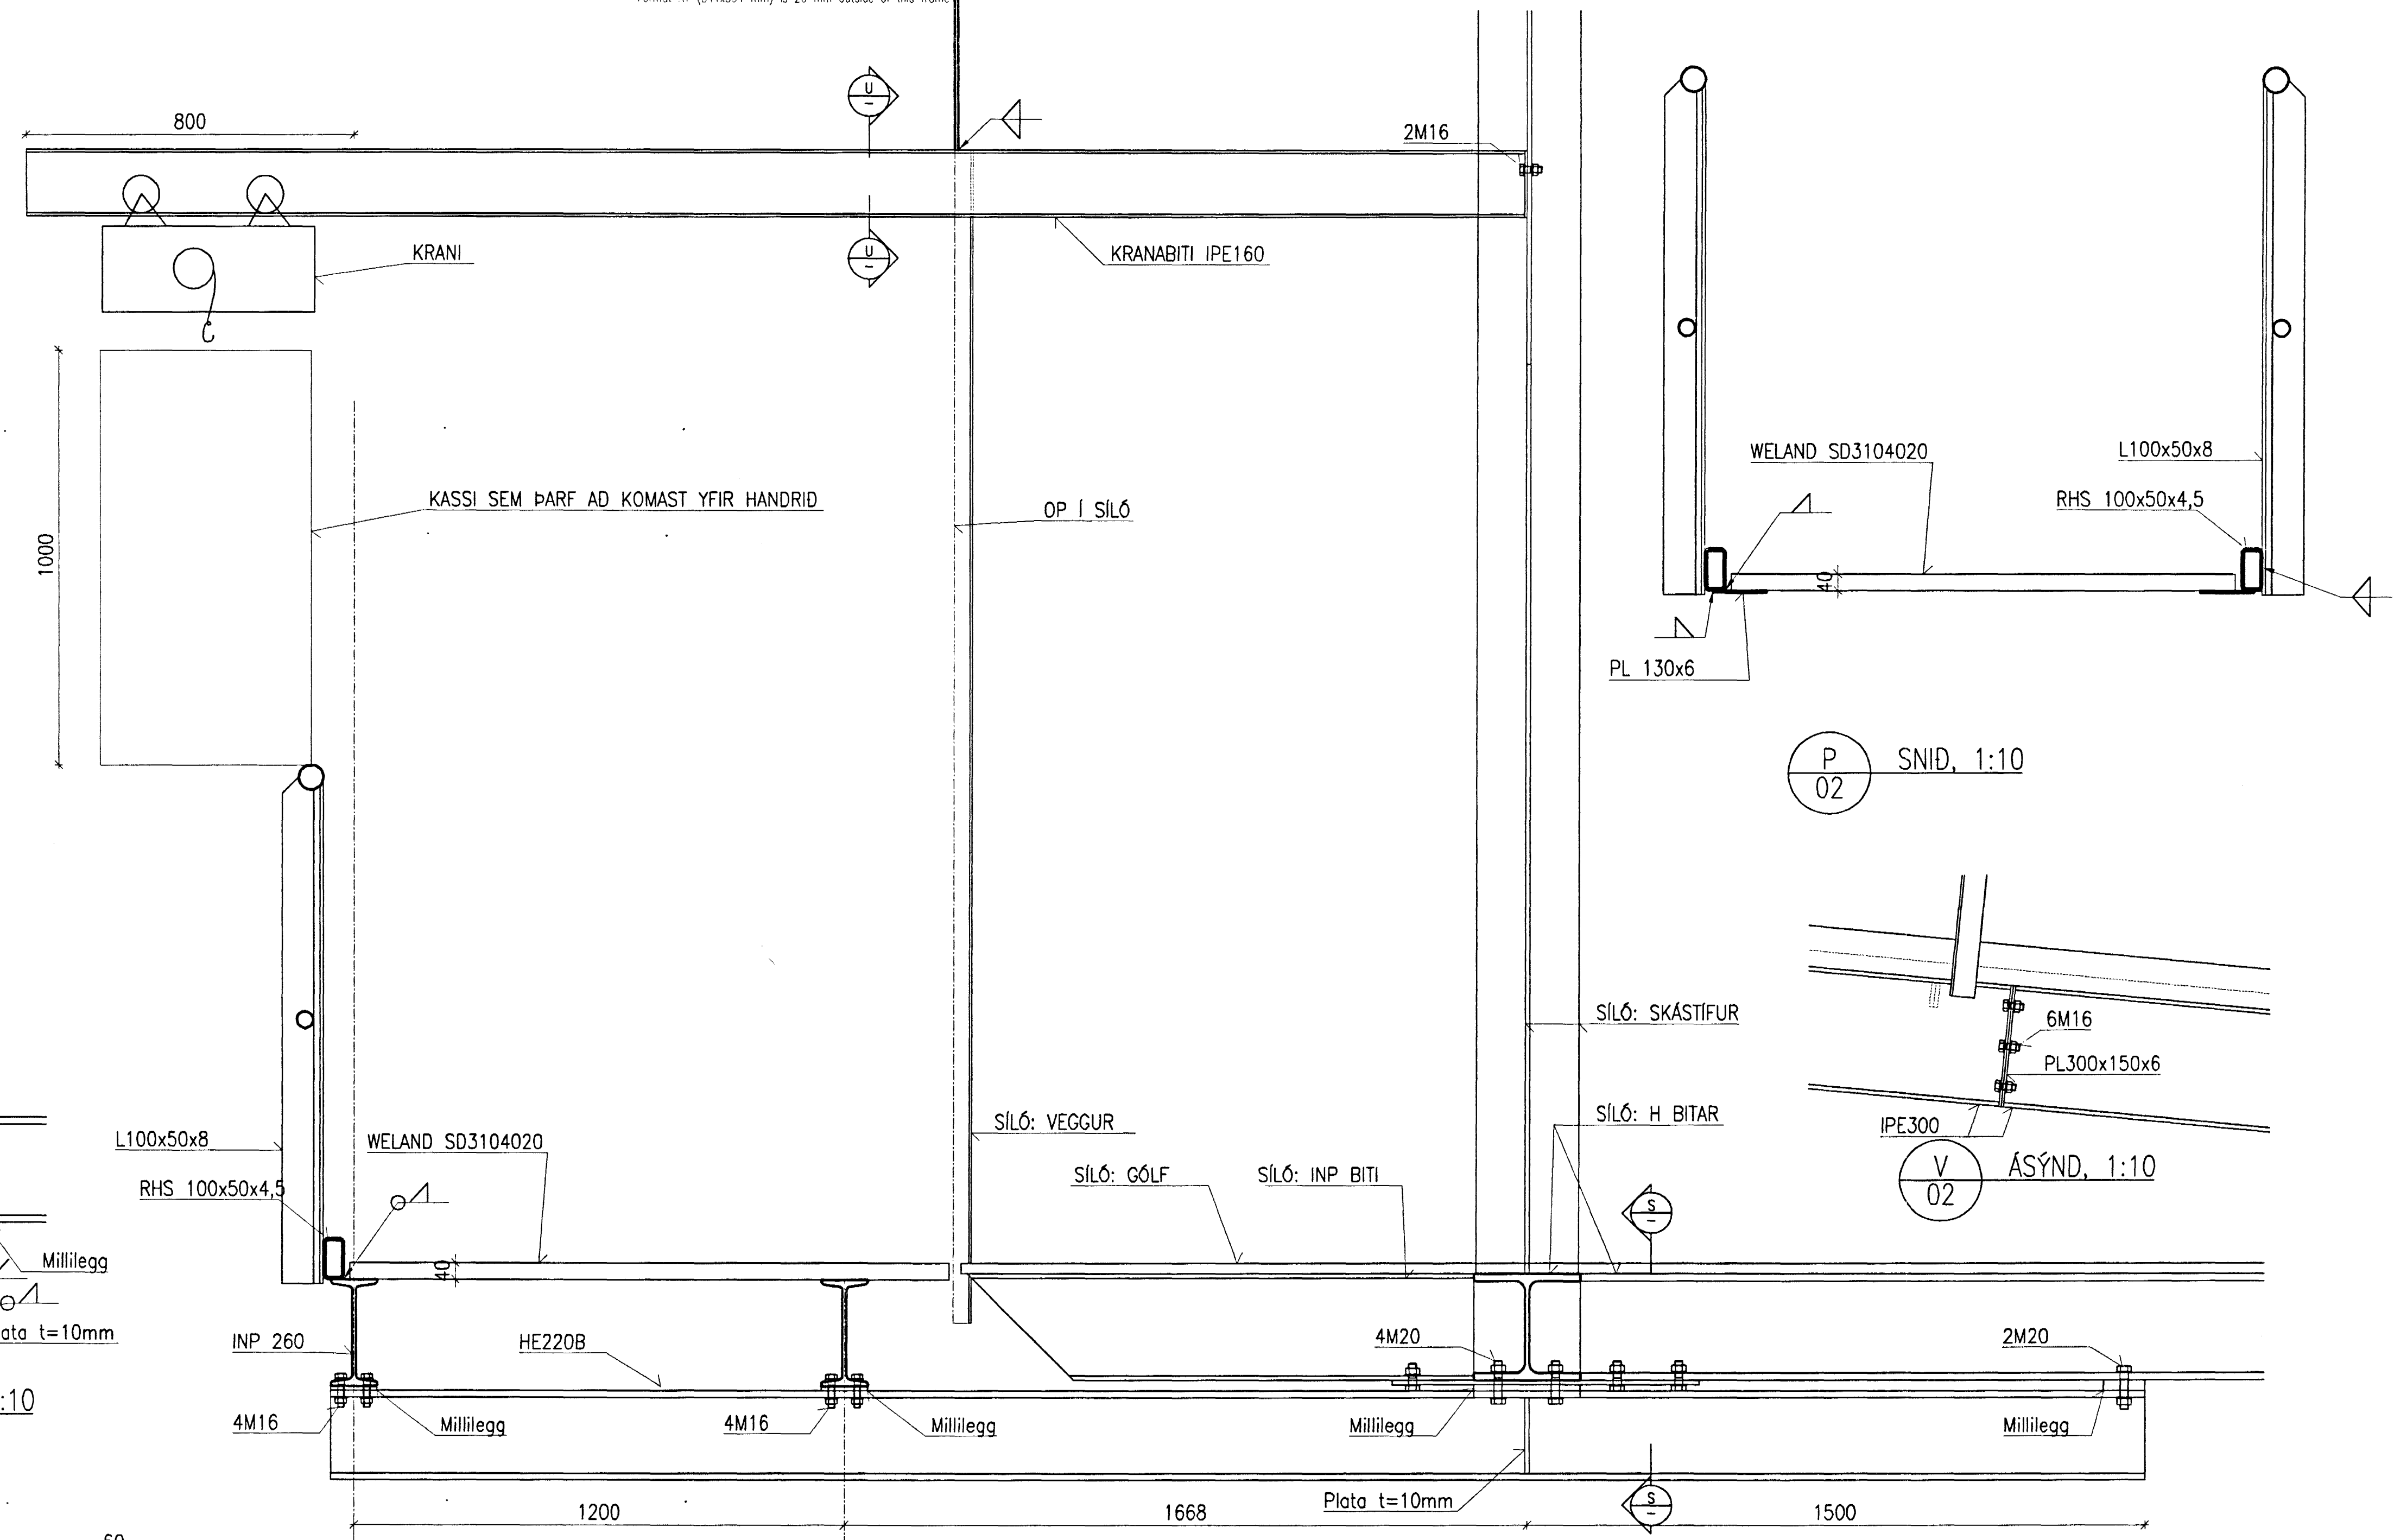 800
U
–
2M16
KRANI
U
–
KRANABITI IPE160
1000
KASSI SEM ÞARF AÐ KOMAST YFIR HANDRIÐ
OP Í SÍLÓ
WELAND SD3104020
L100x50x8
RHS 100x50x4,5
40
PL 130x6
P
02
SNIÐ, 1:10
SÍLÓ: SKÁSTÍFUR
6M16
PL300x150x6
IPE300
V
02
ÁSÝND, 1:10
L100x50x8
RHS 100x50x4,5
WELAND SD3104020
SÍLÓ: VEGGUR
SÍLÓ: H BITAR
SÍLÓ: GÓLF
SÍLÓ: INP BITI
S
–
Millilegg
40
ata t=10mm
INP 260
HE220B
4M20
2M20
:10
4M16
Millilegg
4M16
Millilegg
Millilegg
Millilegg
Plata t=10mm
S
–
1200
1668
1500
60